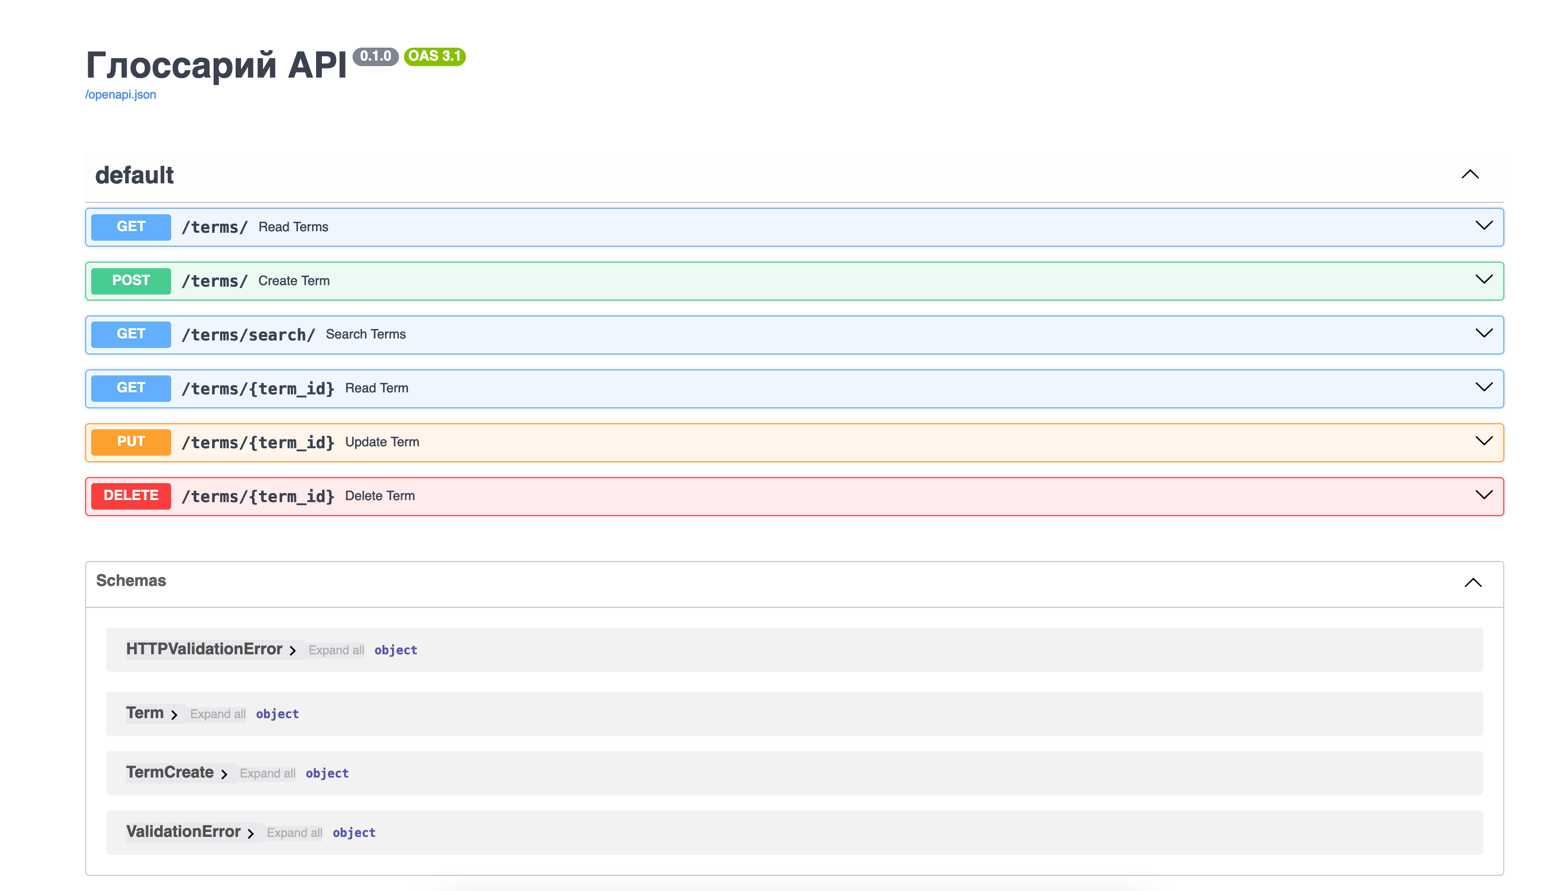 Глоссарий API 0.1.0 OAS 3.1
/openapi.json
default
GET /terms/ Read Terms
POST /terms/ Create Term
GET /terms/search/ Search Terms
GET /terms/{term_id} Read Term
PUT /terms/{term_id} Update Term
DELETE /terms/{term_id} Delete Term
Schemas
HTTPValidationError Expand all object
Term Expand all object
TermCreate Expand all object
ValidationError Expand all object